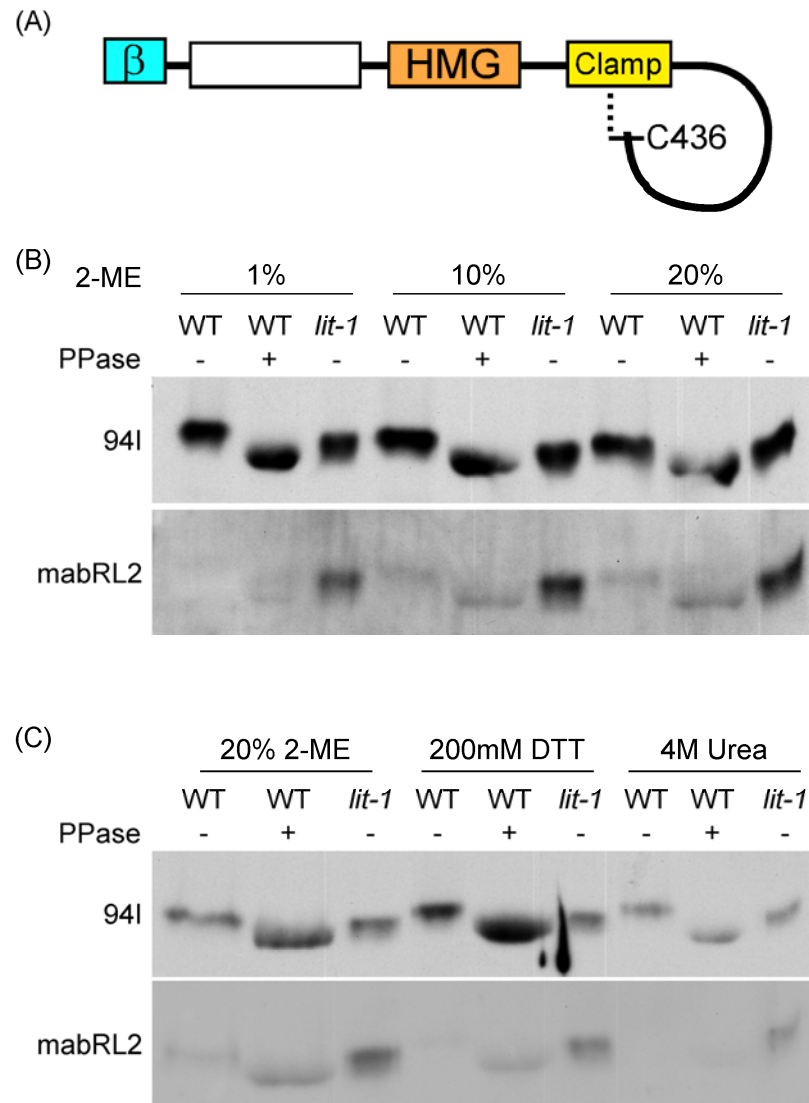 (A)
β HMG Clamp
C436
(B)
2-ME 1% 10% 20%
WT WT lit-1 WT WT lit-1 WT WT lit-1
PPase - + - - + - - + -
94I
mabRL2
(C)
20% 2-ME 200mM DTT 4M Urea
WT WT lit-1 WT WT lit-1 WT WT lit-1
PPase - + - - + - - + -
94I
mabRL2